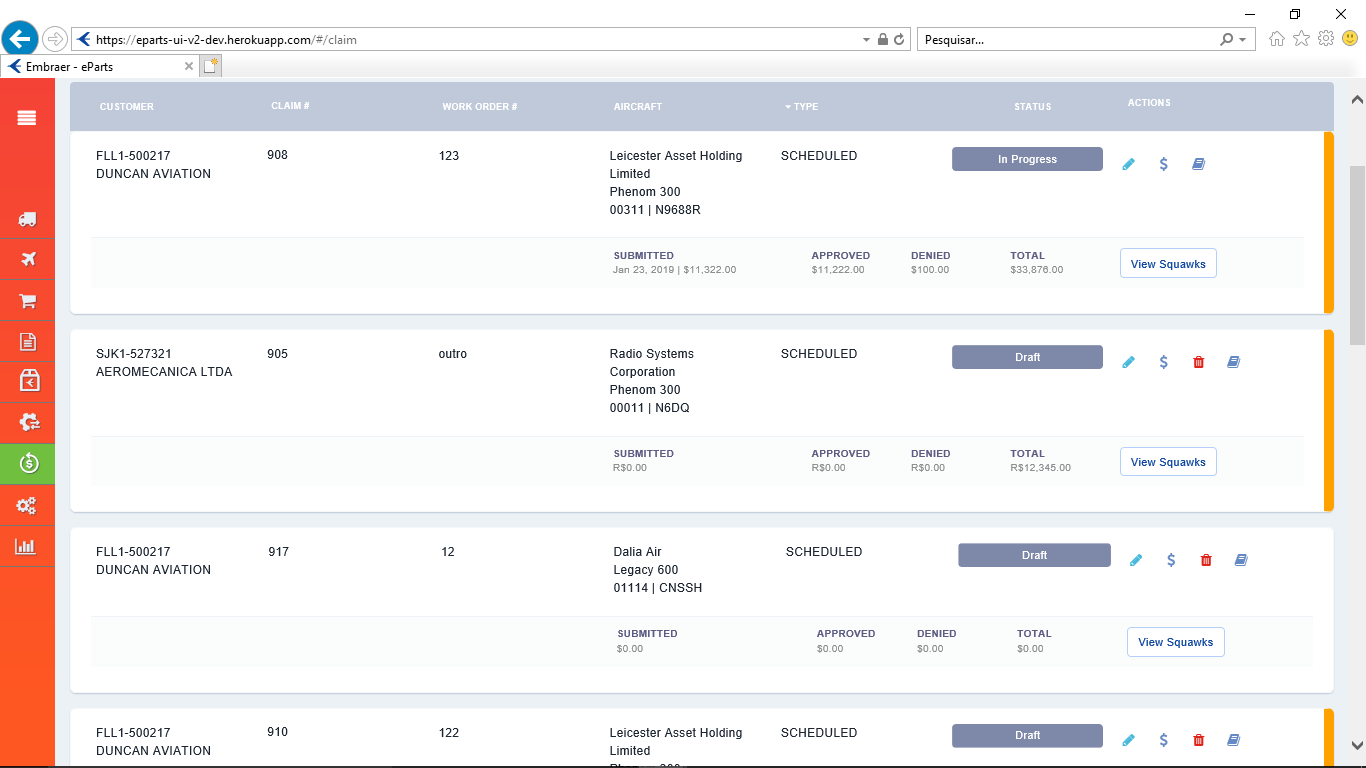 https://eparts-ui-v2-dev.herokuapp.com/#/claim
Pesquisar...
Embraer - eParts
CUSTOMER CLAIM # WORK ORDER # AIRCRAFT TYPE STATUS ACTIONS
FLL1-500217 908 123 Leicester Asset Holding SCHEDULED In Progress
DUNCAN AVIATION Limited
Phenom 300
00311 | N9688R
SUBMITTED APPROVED DENIED TOTAL
Jan 23, 2019 | $11,322.00 $11,222.00 $100.00 $33,876.00
View Squawks
SJK1-527321 905 outro Radio Systems SCHEDULED Draft
AEROMECANICA LTDA Corporation
Phenom 300
00011 | N6DQ
SUBMITTED APPROVED DENIED TOTAL
R$0.00 R$0.00 R$0.00 R$12,345.00
View Squawks
FLL1-500217 917 12 Dalia Air SCHEDULED Draft
DUNCAN AVIATION Legacy 600
01114 | CNSSH
SUBMITTED APPROVED DENIED TOTAL
$0.00 $0.00 $0.00 $0.00
View Squawks
FLL1-500217 910 122 Leicester Asset Holding SCHEDULED Draft
DUNCAN AVIATION Limited
Phenom 300